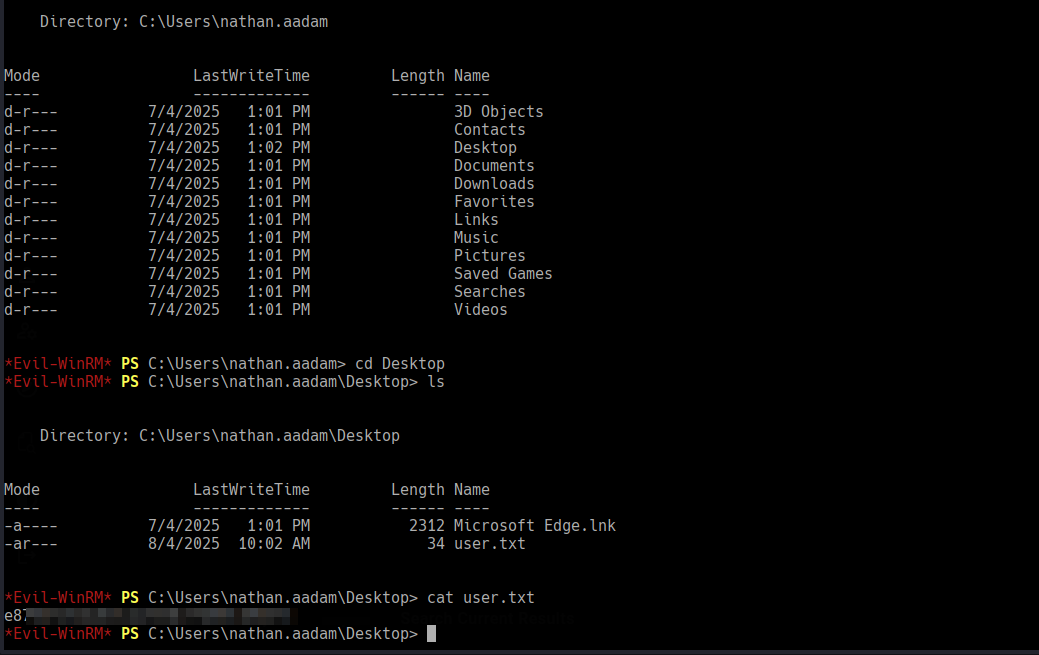 Directory: C:\Users\nathan.aadam
Mode LastWriteTime Length Name
---- ------------- ------ ----
d-r--- 7/4/2025 1:01 PM 3D Objects
d-r--- 7/4/2025 1:01 PM Contacts
d-r--- 7/4/2025 1:02 PM Desktop
d-r--- 7/4/2025 1:01 PM Documents
d-r--- 7/4/2025 1:01 PM Downloads
d-r--- 7/4/2025 1:01 PM Favorites
d-r--- 7/4/2025 1:01 PM Links
d-r--- 7/4/2025 1:01 PM Music
d-r--- 7/4/2025 1:01 PM Pictures
d-r--- 7/4/2025 1:01 PM Saved Games
d-r--- 7/4/2025 1:01 PM Searches
d-r--- 7/4/2025 1:01 PM Videos
*Evil-WinRM* PS C:\Users\nathan.aadam> cd Desktop
*Evil-WinRM* PS C:\Users\nathan.aadam\Desktop> ls
Directory: C:\Users\nathan.aadam\Desktop
Mode LastWriteTime Length Name
---- ------------- ------ ----
-a---- 7/4/2025 1:01 PM 2312 Microsoft Edge.lnk
-ar--- 8/4/2025 10:02 AM 34 user.txt
*Evil-WinRM* PS C:\Users\nathan.aadam\Desktop> cat user.txt
e87
*Evil-WinRM* PS C:\Users\nathan.aadam\Desktop>